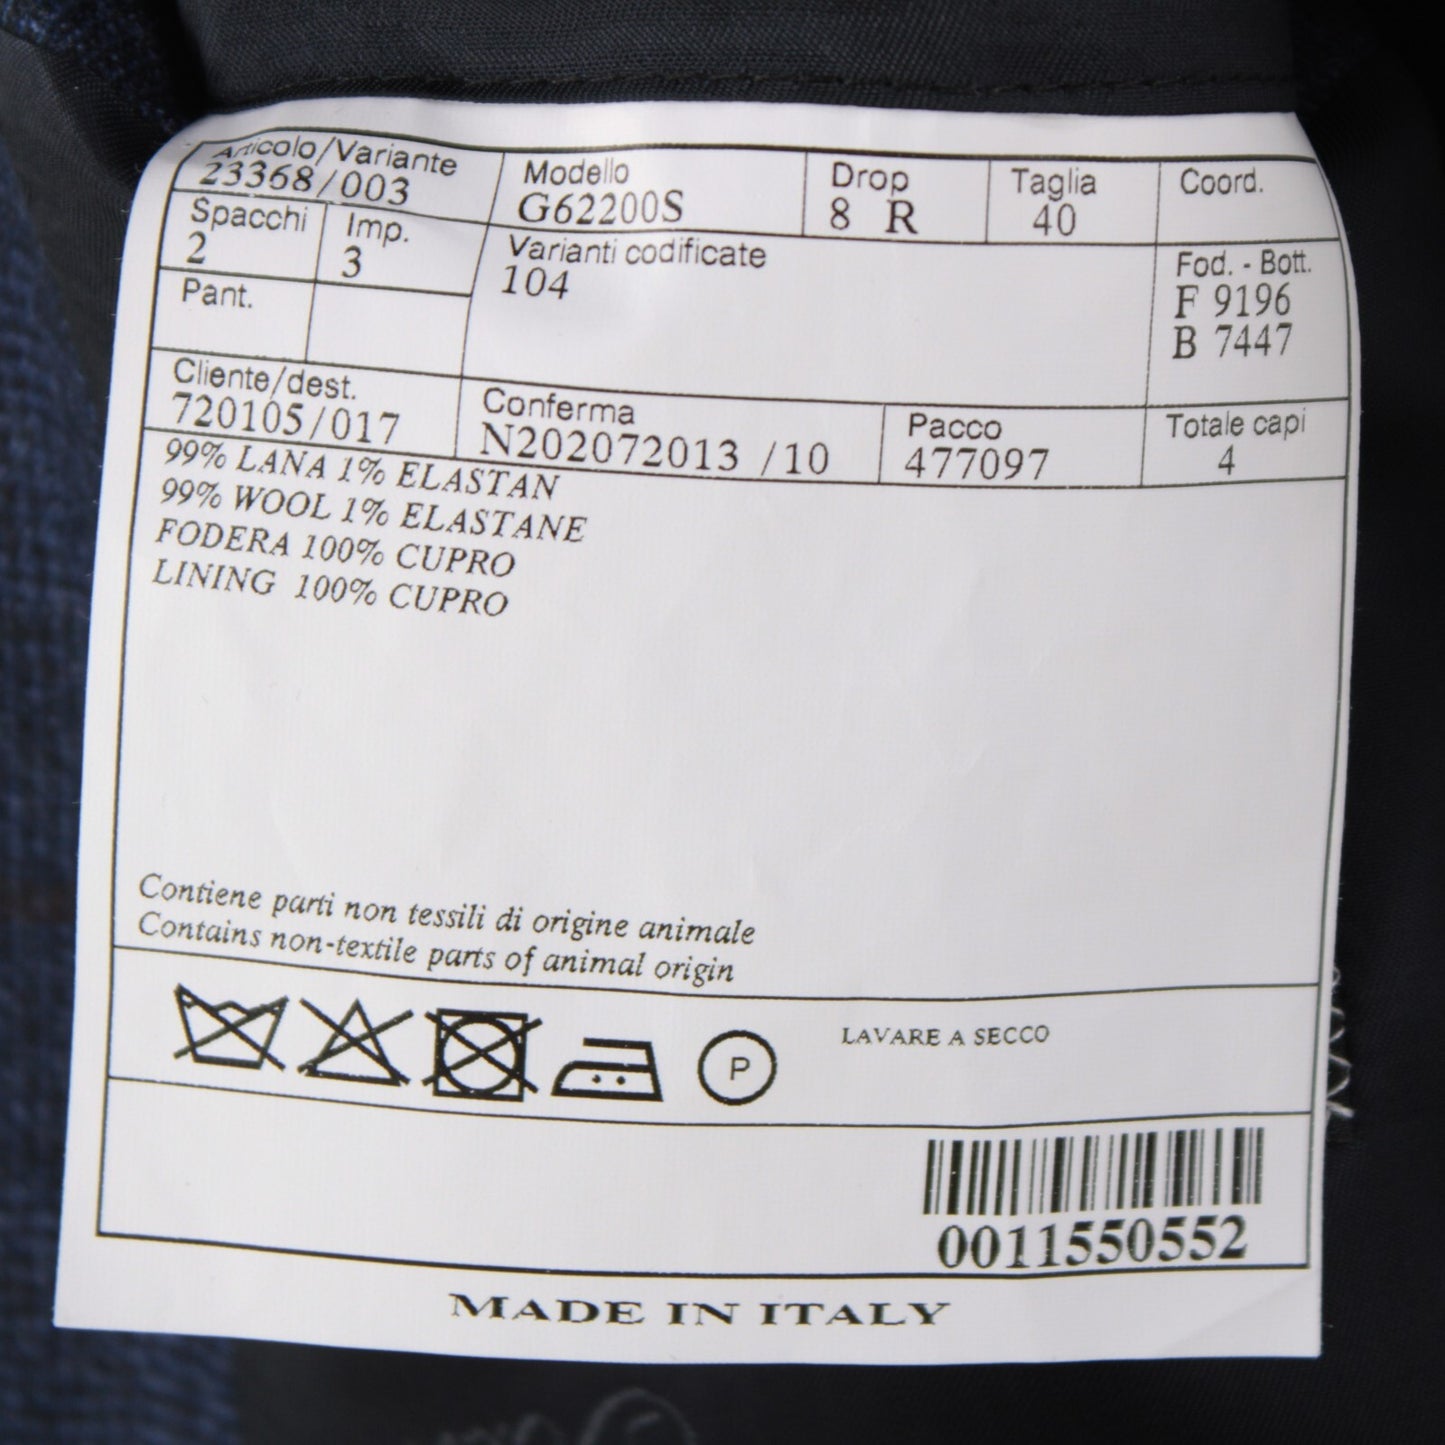 Articolo/Variante
23368/003
Modello
G62200S
Drop
8 R
Taglia
40
Coord.
Spacchi
2
Imp.
3
Varianti codificate
104
Fod. - Bott.
F 9196
B 7447
Pant.
Cliente/dest.
720105/017
Conferma
N202072013 /10
Pacco
477097
Totale capi
4
99% LANA 1% ELASTAN
99% WOOL 1% ELASTANE
FODERA 100% CUPRO
LINING 100% CUPRO
Contiene parti non tessili di origine animale
Contains non-textile parts of animal origin
P
LAVARE A SECCO
0011550552
MADE IN ITALY